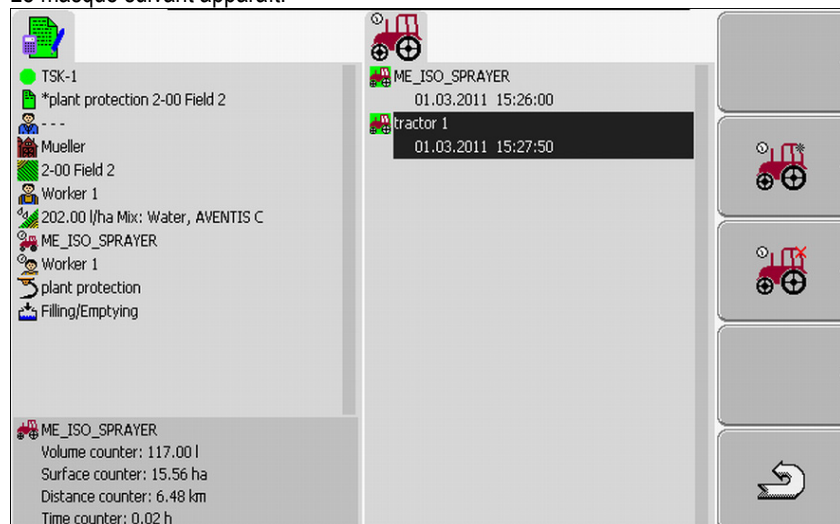 Le masque suivant apparaît:
TSK-1
*plant protection 2-00 Field 2
---
Mueller
2-00 Field 2
Worker 1
202.00 l/ha Mix: Water, AVENTIS C
ME_ISO_SPRAYER
Worker 1
plant protection
Filling/Emptying
ME_ISO_SPRAYER
Volume counter: 117.00 l
Surface counter: 15.56 ha
Distance counter: 6.48 km
Time counter: 0.02 h
ME_ISO_SPRAYER
01.03.2011 15:26:00
tractor 1
01.03.2011 15:27:50